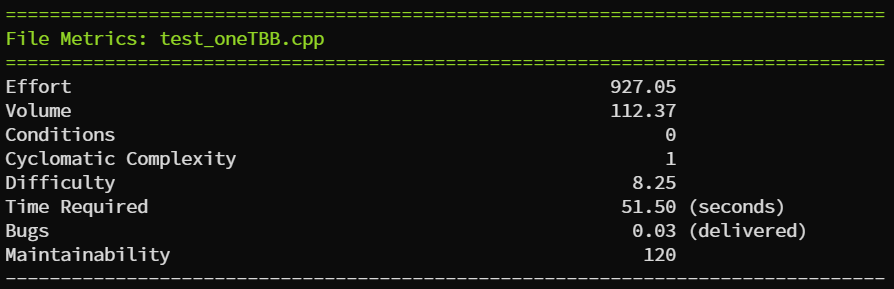 ================================================================================
File Metrics: test_oneTBB.cpp
================================================================================
Effort                                                 927.05
Volume                                                 112.37
Conditions                                                  0
Cyclomatic Complexity                                       1
Difficulty                                               8.25
Time Required                                           51.50 (seconds)
Bugs                                                     0.03 (delivered)
Maintainability                                           120
--------------------------------------------------------------------------------